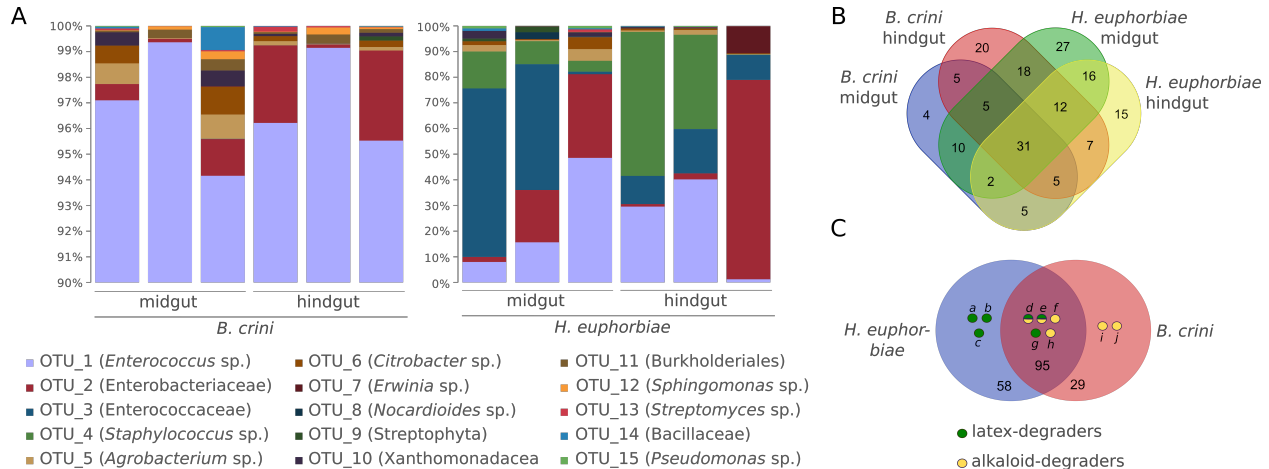 A
100%
99%
98%
97%
96%
95%
94%
93%
92%
91%
90%
midgut
hindgut
B. crini
100%
90%
80%
70%
60%
50%
40%
30%
20%
10%
0%
midgut
hindgut
H. euphorbiae
OTU_1 (Enterococcus sp.)
OTU_2 (Enterobacteriaceae)
OTU_3 (Enterococcaceae)
OTU_4 (Staphylococcus sp.)
OTU_5 (Agrobacterium sp.)
OTU_6 (Citrobacter sp.)
OTU_7 (Erwinia sp.)
OTU_8 (Nocardioides sp.)
OTU_9 (Streptophyta)
OTU_10 (Xanthomonadacea
OTU_11 (Burkholderiales)
OTU_12 (Sphingomonas sp.)
OTU_13 (Streptomyces sp.)
OTU_14 (Bacillaceae)
OTU_15 (Pseudomonas sp.)
B
B. crini
hindgut
H. euphorbiae
midgut
B. crini
midgut
H. euphorbiae
hindgut
20
27
5
18
16
4
5
12
15
10
31
7
2
5
5
C
H. euphor-
biae
B. crini
a b
c
d e f
g h
i j
95
58
29
latex-degraders
alkaloid-degraders